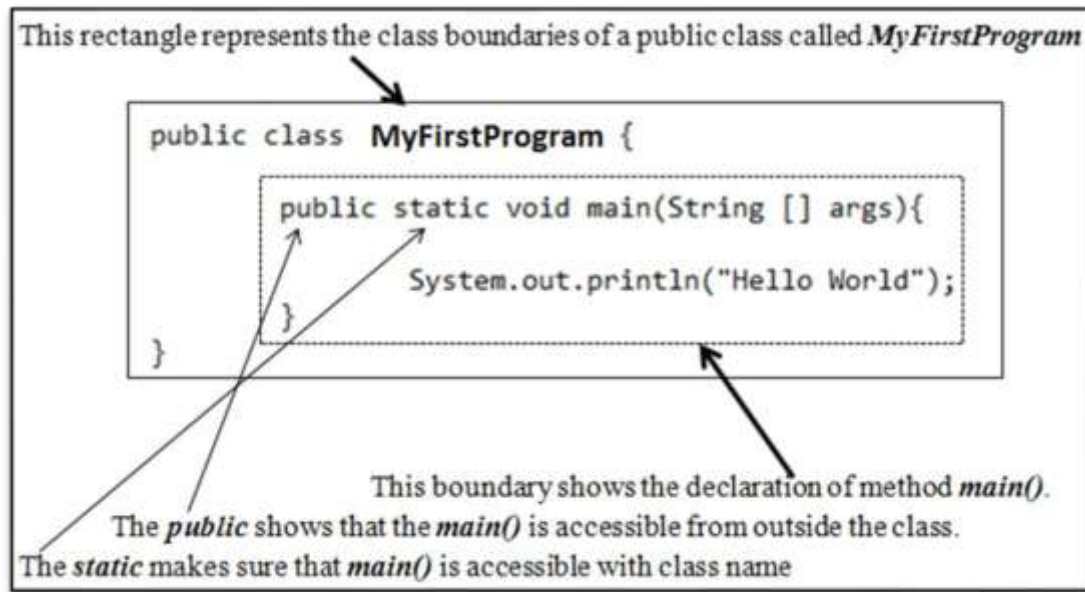 This rectangle represents the class boundaries of a public class called MyFirstProgram
public class MyFirstProgram {
public static void main(String [] args){
System.out.println("Hello World");
}
}
This boundary shows the declaration of method main().
The public shows that the main() is accessible from outside the class.
The static makes sure that main() is accessible with class name